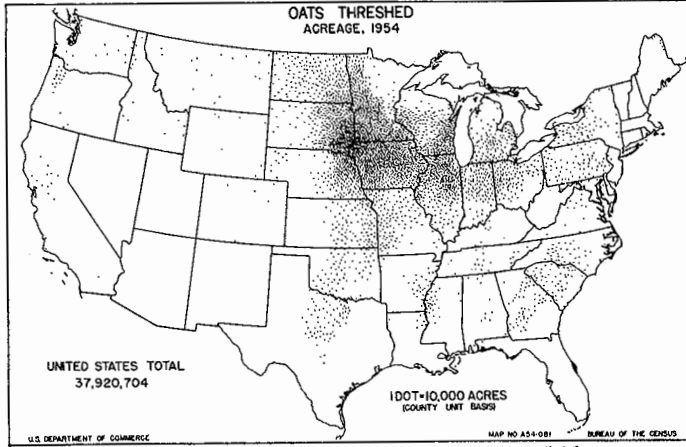 OATS THRESHED
ACREAGE, 1954
UNITED STATES TOTAL
37,920,704
1 DOT=10,000 ACRES
(COUNTY UNIT BASIS)
U.S. DEPARTMENT OF COMMERCE
MAP NO A54-081
BUREAU OF THE CENSUS